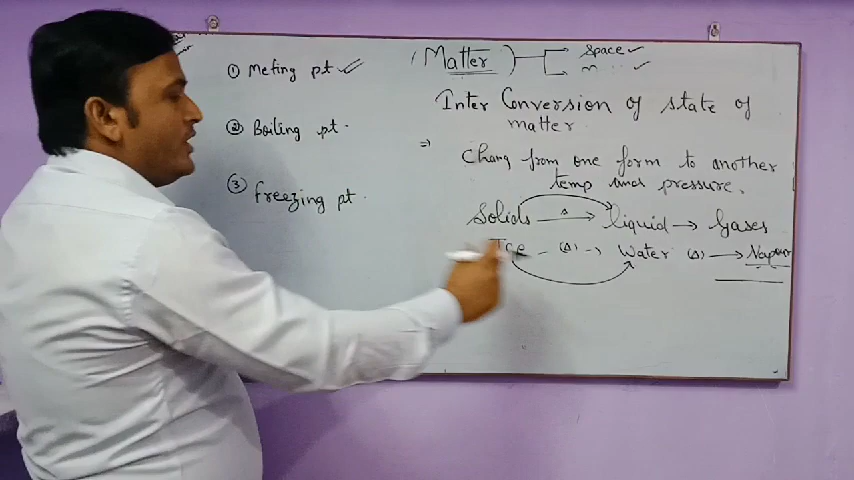 ① Melting pt ✓
② Boiling pt.
③ Freezing pt.
(Matter) space ✓
m ✓
Inter Conversion of state of
matter
⇒ Chang from one form to another
temp and pressure.
Solids —Δ→ liquid → Gases
Ice - (Δ) -> Water (Δ) → Vapour